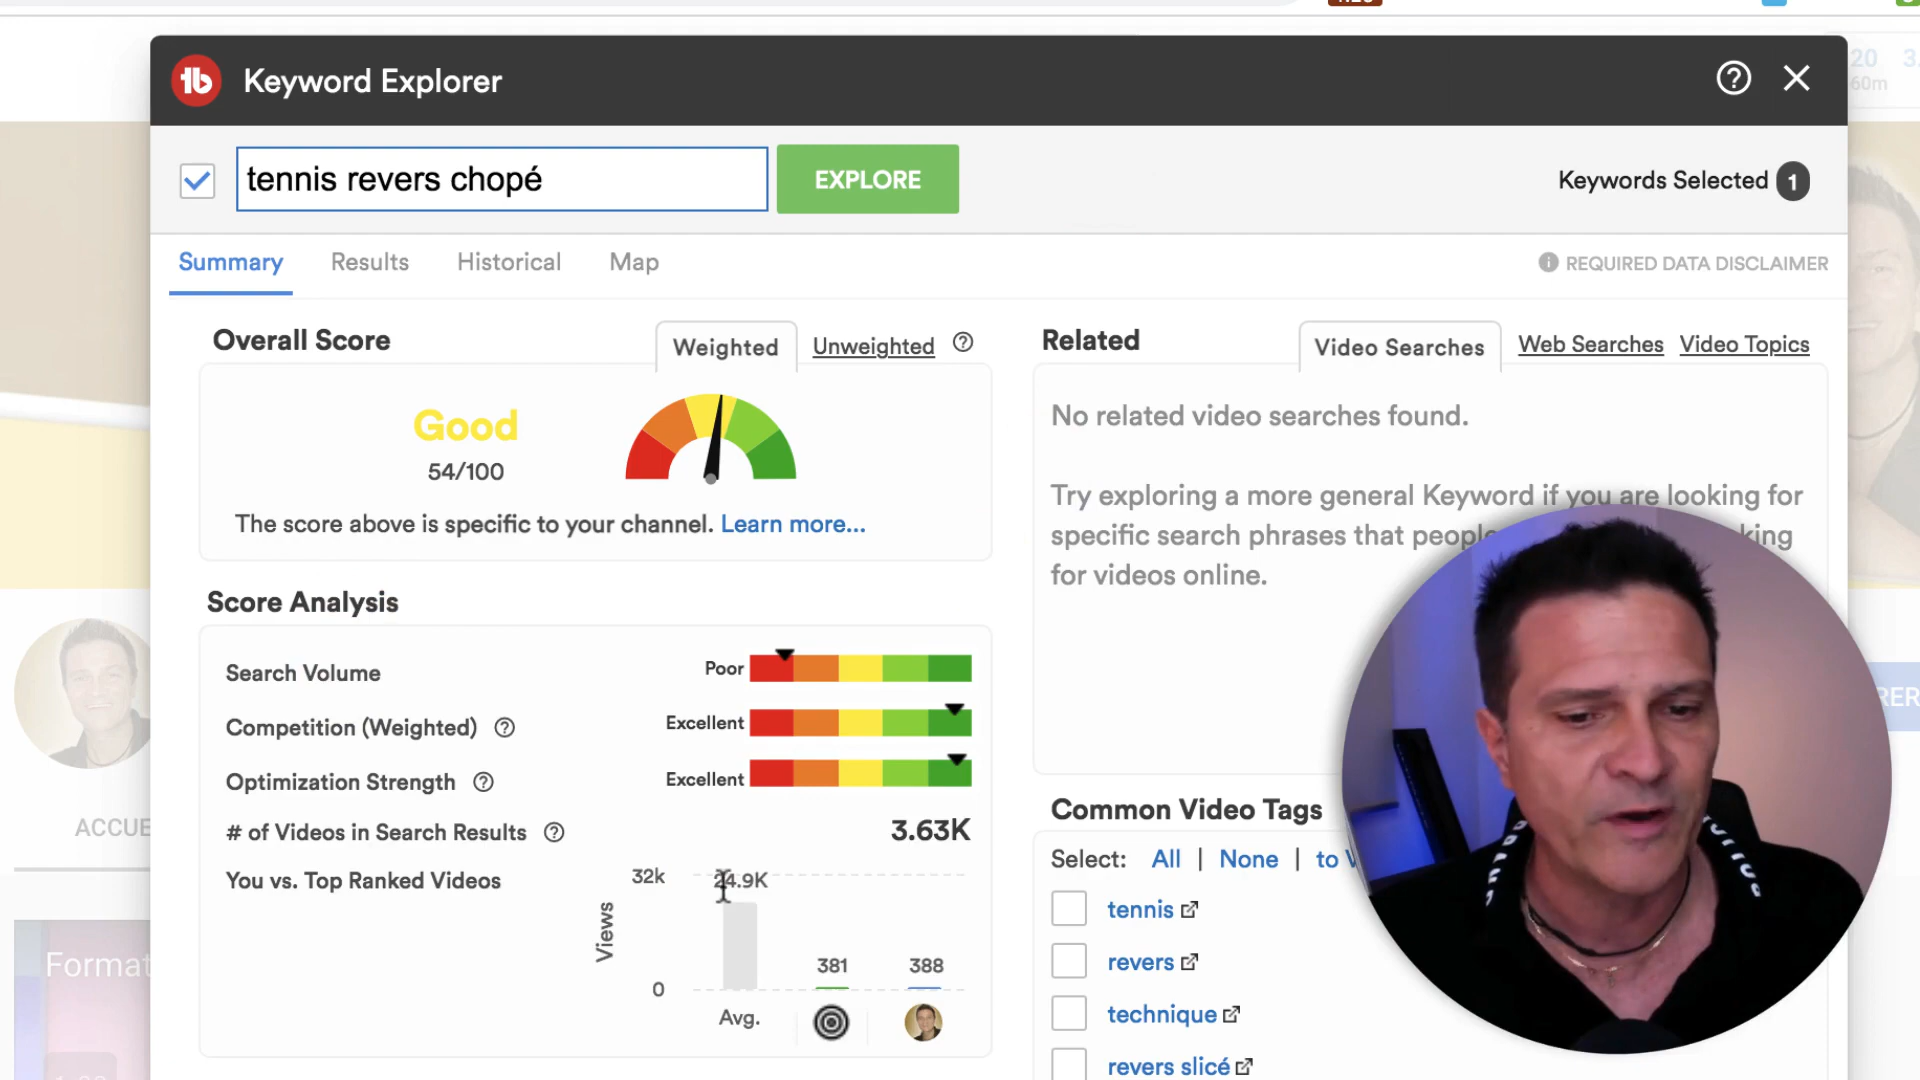 Keyword Explorer
tennis revers chopé
EXPLORE
Keywords Selected 1
Summary
Results
Historical
Map
REQUIRED DATA DISCLAIMER
Overall Score
Weighted
Unweighted
Good
54/100
The score above is specific to your channel. Learn more...
Score Analysis
Search Volume
Poor
Competition (Weighted)
Excellent
Optimization Strength
Excellent
# of Videos in Search Results
3.63K
You vs. Top Ranked Videos
32k
24.9K
Views
381
388
0
Avg.
Related
Video Searches
Web Searches
Video Topics
No related video searches found.
Try exploring a more general Keyword if you are looking for
specific search phrases that people
for videos online.
Common Video Tags
Select: All | None | to
tennis
revers
technique
revers slicé
20
60m
ACCUE
Format